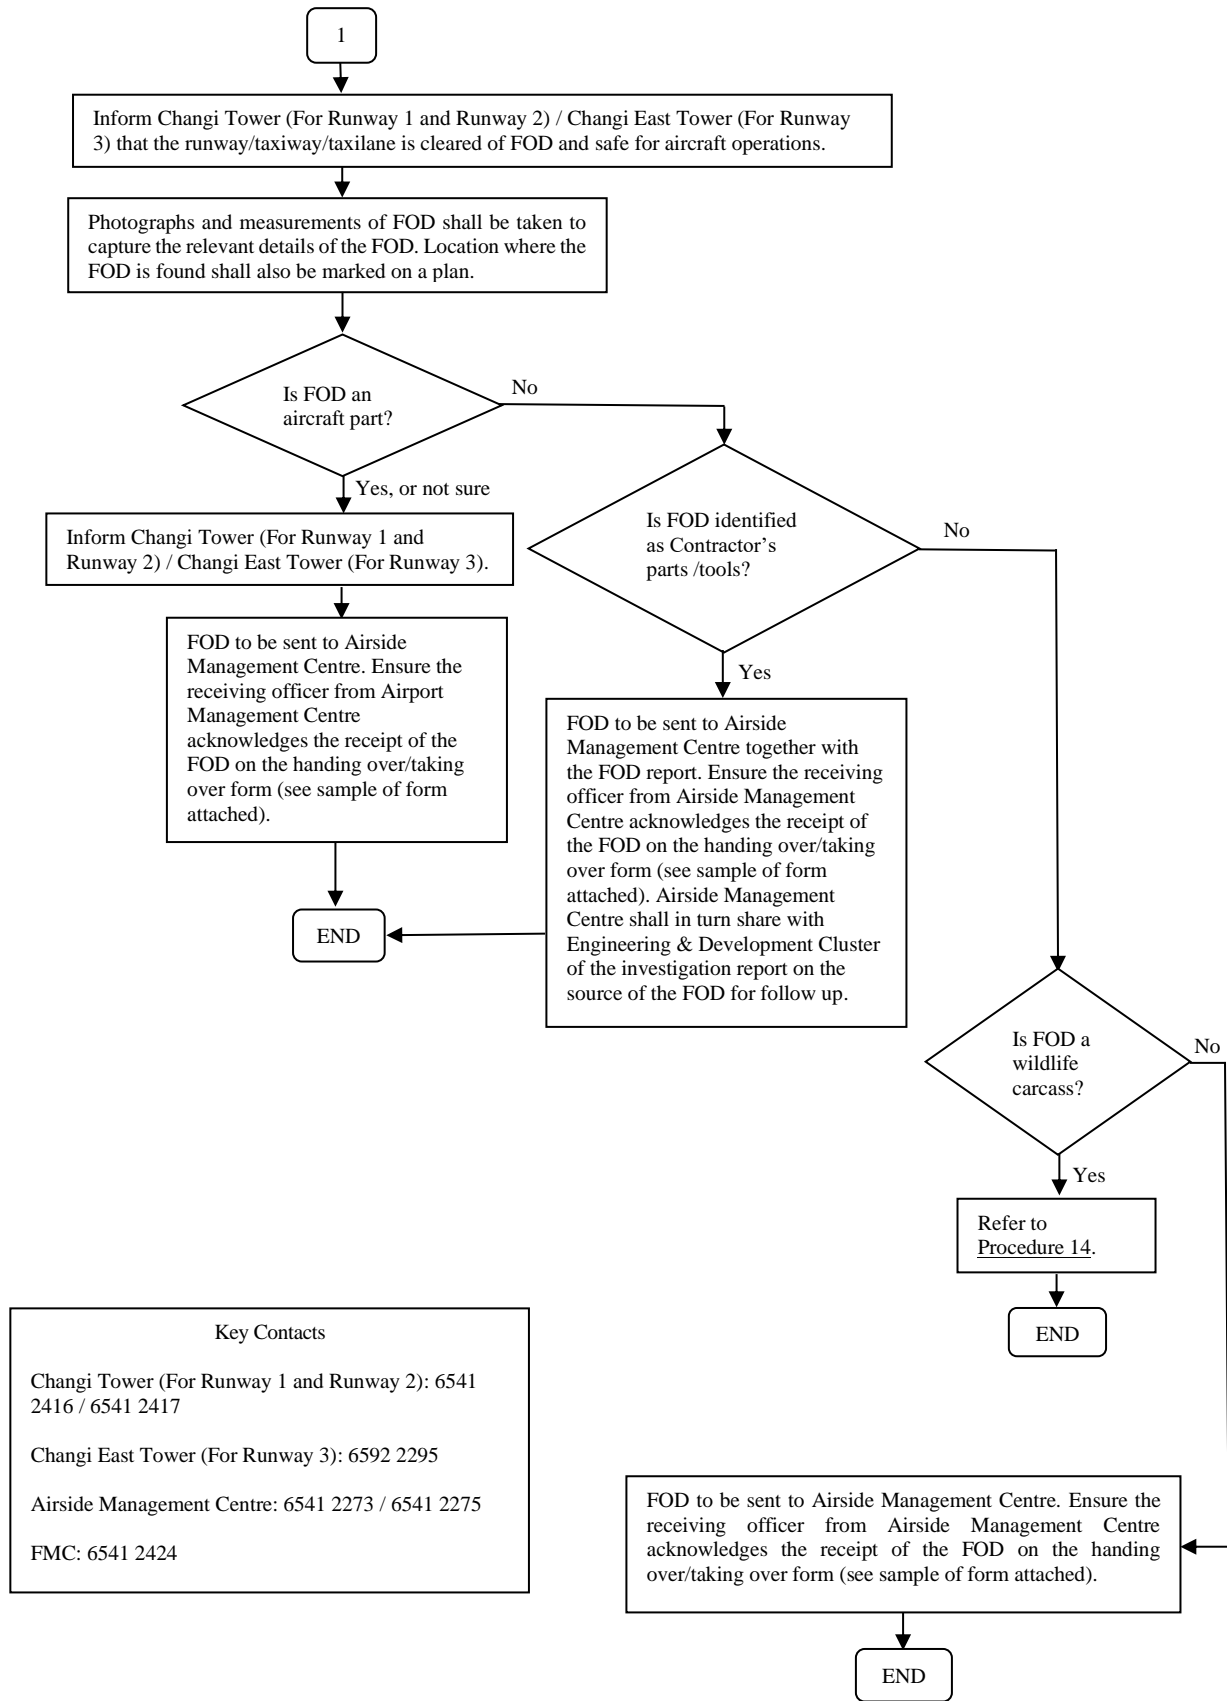 1
Inform Changi Tower (For Runway 1 and Runway 2) / Changi East Tower (For Runway
3) that the runway/taxiway/taxilane is cleared of FOD and safe for aircraft operations.
Photographs and measurements of FOD shall be taken to
capture the relevant details of the FOD. Location where the
FOD is found shall also be marked on a plan.
Is FOD an
aircraft part?
No
Yes, or not sure
Inform Changi Tower (For Runway 1 and
Runway 2) / Changi East Tower (For Runway 3).
FOD to be sent to Airside
Management Centre. Ensure the
receiving officer from Airport
Management Centre
acknowledges the receipt of the
FOD on the handing over/taking
over form (see sample of form
attached).
END
Is FOD identified
as Contractor's
parts /tools?
No
Yes
FOD to be sent to Airside
Management Centre together with
the FOD report. Ensure the receiving
officer from Airside Management
Centre acknowledges the receipt of
the FOD on the handing over/taking
over form (see sample of form
attached). Airside Management
Centre shall in turn share with
Engineering & Development Cluster
of the investigation report on the
source of the FOD for follow up.
Is FOD a
wildlife
carcass?
No
Yes
Refer to
Procedure 14.
END
Key Contacts
Changi Tower (For Runway 1 and Runway 2): 6541
2416 / 6541 2417
Changi East Tower (For Runway 3): 6592 2295
Airside Management Centre: 6541 2273 / 6541 2275
FMC: 6541 2424
FOD to be sent to Airside Management Centre. Ensure the
receiving officer from Airside Management Centre
acknowledges the receipt of the FOD on the handing
over/taking over form (see sample of form attached).
END